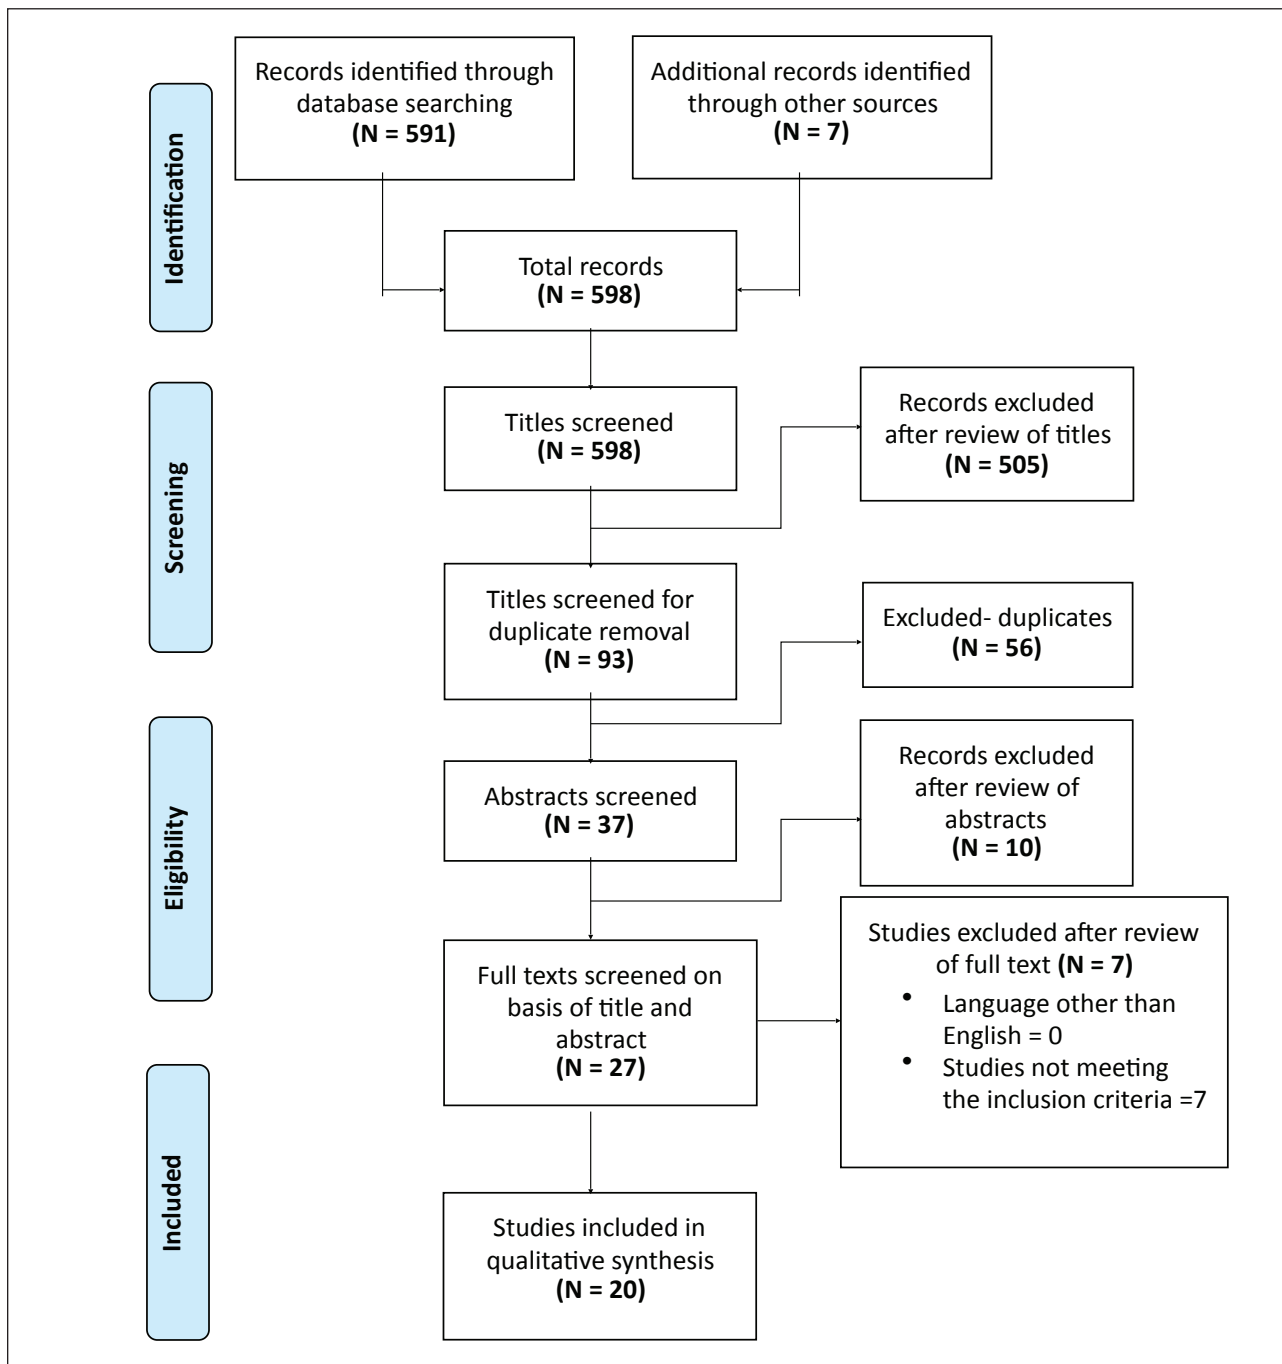 Records identified through
database searching
(N = 591)
Additional records identified
through other sources
(N = 7)
Identification
Total records
(N = 598)
Screening
Titles screened
(N = 598)
Records excluded
after review of titles
(N = 505)
Titles screened for
duplicate removal
(N = 93)
Excluded- duplicates
(N = 56)
Eligibility
Abstracts screened
(N = 37)
Records excluded
after review of
abstracts
(N = 10)
Full texts screened on
basis of title and
abstract
(N = 27)
Studies excluded after review
of full text (N = 7)
• Language other than
English = 0
• Studies not meeting
the inclusion criteria =7
Included
Studies included in
qualitative synthesis
(N = 20)